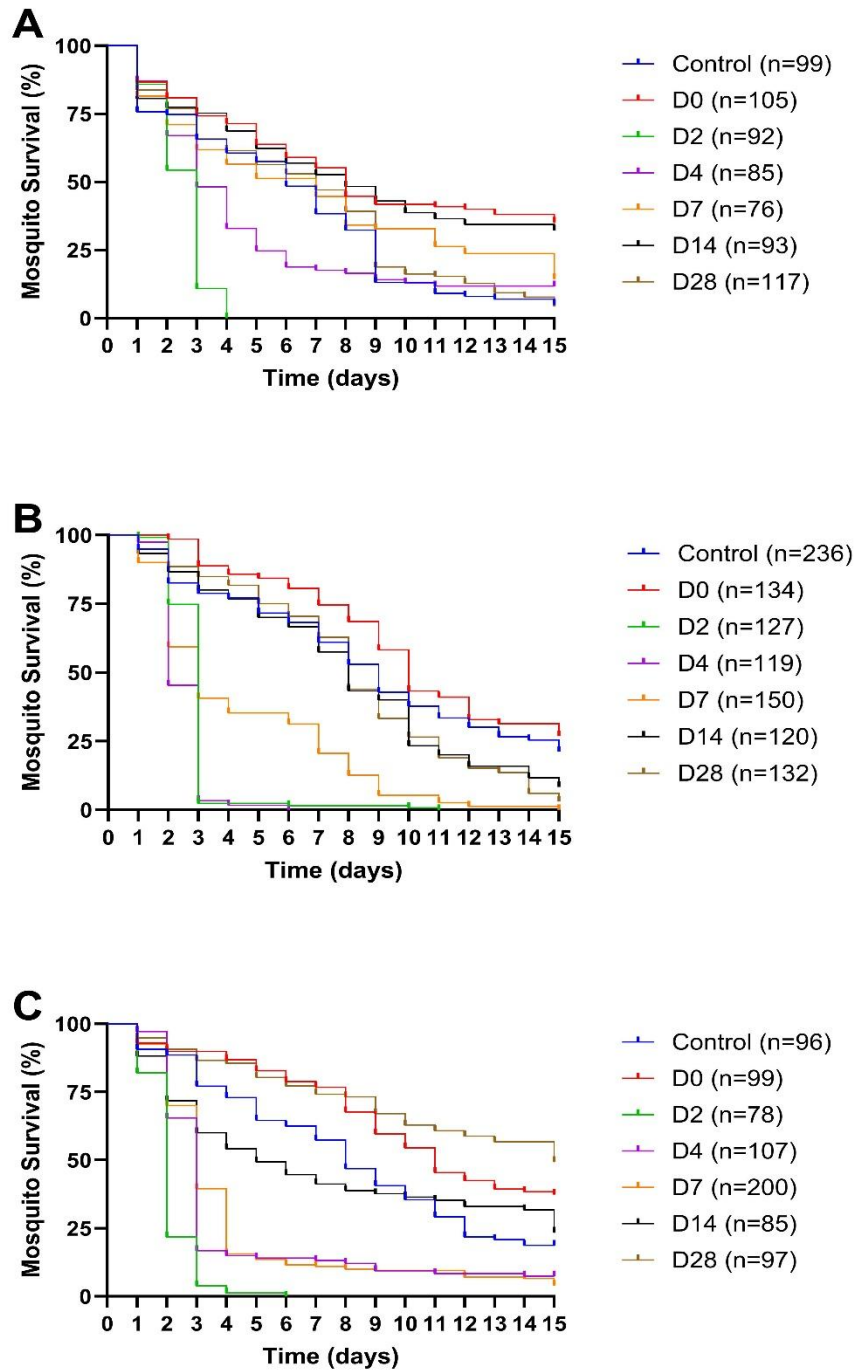 A
Mosquito Survival (%)
100
75
50
25
0
0 1 2 3 4 5 6 7 8 9 10 11 12 13 14 15
Time (days)
Control (n=99)
D0 (n=105)
D2 (n=92)
D4 (n=85)
D7 (n=76)
D14 (n=93)
D28 (n=117)
B
Mosquito Survival (%)
100
75
50
25
0
0 1 2 3 4 5 6 7 8 9 10 11 12 13 14 15
Time (days)
Control (n=236)
D0 (n=134)
D2 (n=127)
D4 (n=119)
D7 (n=150)
D14 (n=120)
D28 (n=132)
C
Mosquito Survival (%)
100
75
50
25
0
0 1 2 3 4 5 6 7 8 9 10 11 12 13 14 15
Time (days)
Control (n=96)
D0 (n=99)
D2 (n=78)
D4 (n=107)
D7 (n=200)
D14 (n=85)
D28 (n=97)